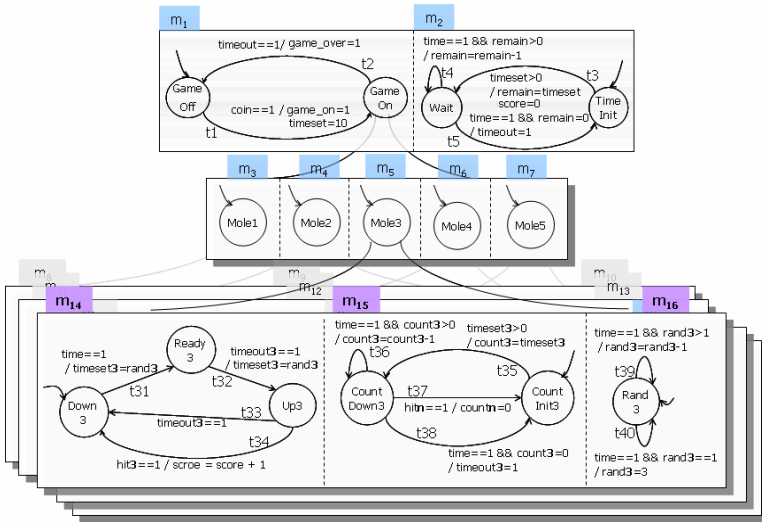 m1
m2
timeout==1/ game_over=1
t2
Game
Off
Game
On
coin==1 / game_on=1
timeset=10
t1
time==1 && remain>0
/ remain=remain-1
t4
timeset>0
/ remain=timeset
score=0
t3
Wait
Time
Init
time==1 && remain=0
/ timeout=1
t5
m3
m4
m5
m6
m7
Mole1
Mole2
Mole3
Mole4
Mole5
m8
m9
m10
m
m12
m13
m14
m15
m16
Ready
3
time==1
/ timeset3=rand3
timeout3==1
/ timeset3=rand3
t31
t32
Down
3
Up3
t33
timeout3==1
t34
hit3==1 / scroe = score + 1
time==1 && count3>0
/ count3=count3-1
t36
timeset3>0
/ count3=timeset3
t35
Count
Down3
t37
hitn==1 / countn=0
Count
Init3
t38
time==1 && count3=0
/ timeout3=1
time==1 && rand3>1
/ rand3=rand3-1
t39
Rand
3
t40
time==1 && rand3==1
/ rand3=3